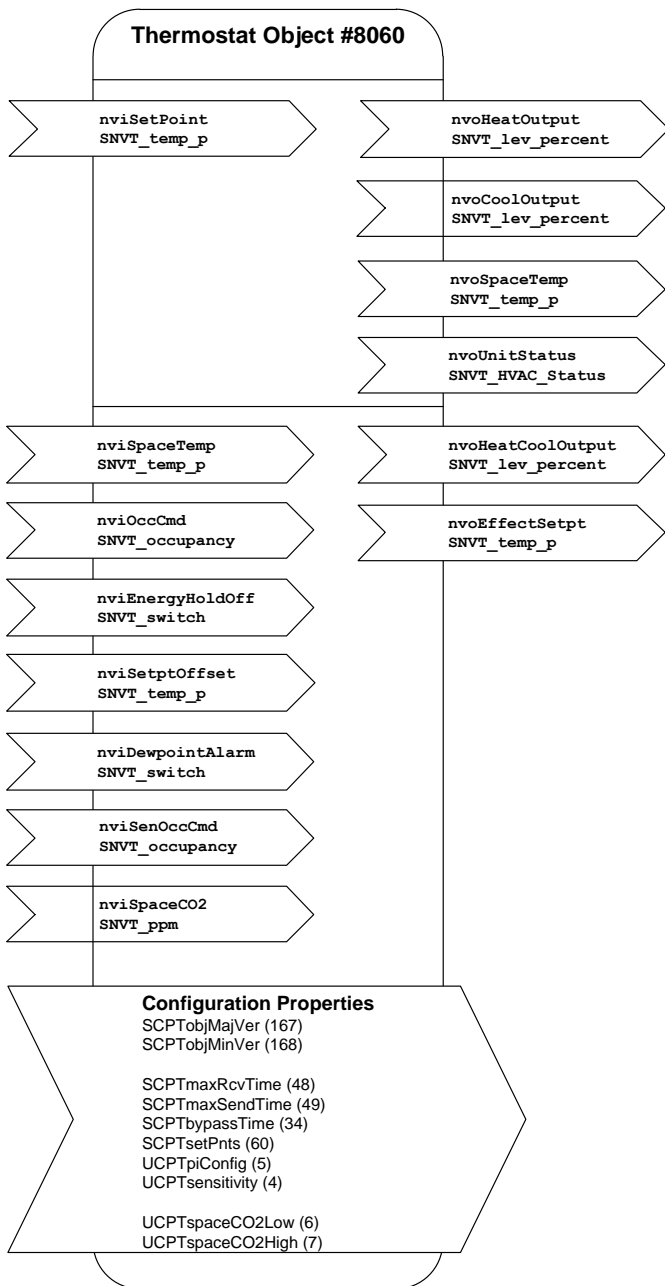 Thermostat Object #8060
nviSetPoint
SNVT_temp_p
nvoHeatOutput
SNVT_lev_percent
nvoCoolOutput
SNVT_lev_percent
nvoSpaceTemp
SNVT_temp_p
nvoUnitStatus
SNVT_HVAC_Status
nviSpaceTemp
SNVT_temp_p
nvoHeatCoolOutput
SNVT_lev_percent
nviOccCmd
SNVT_occupancy
nvoEffectSetpt
SNVT_temp_p
nviEnergyHoldOff
SNVT_switch
nviSetptOffset
SNVT_temp_p
nviDewpointAlarm
SNVT_switch
nviSenOccCmd
SNVT_occupancy
nviSpaceCO2
SNVT_ppm
Configuration Properties
SCPTobjMajVer (167)
SCPTobjMinVer (168)
SCPTmaxRcvTime (48)
SCPTmaxSendTime (49)
SCPTbypassTime (34)
SCPTsetPnts (60)
UCPTpiConfig (5)
UCPTsensitivity (4)
UCPTspaceCO2Low (6)
UCPTspaceCO2High (7)